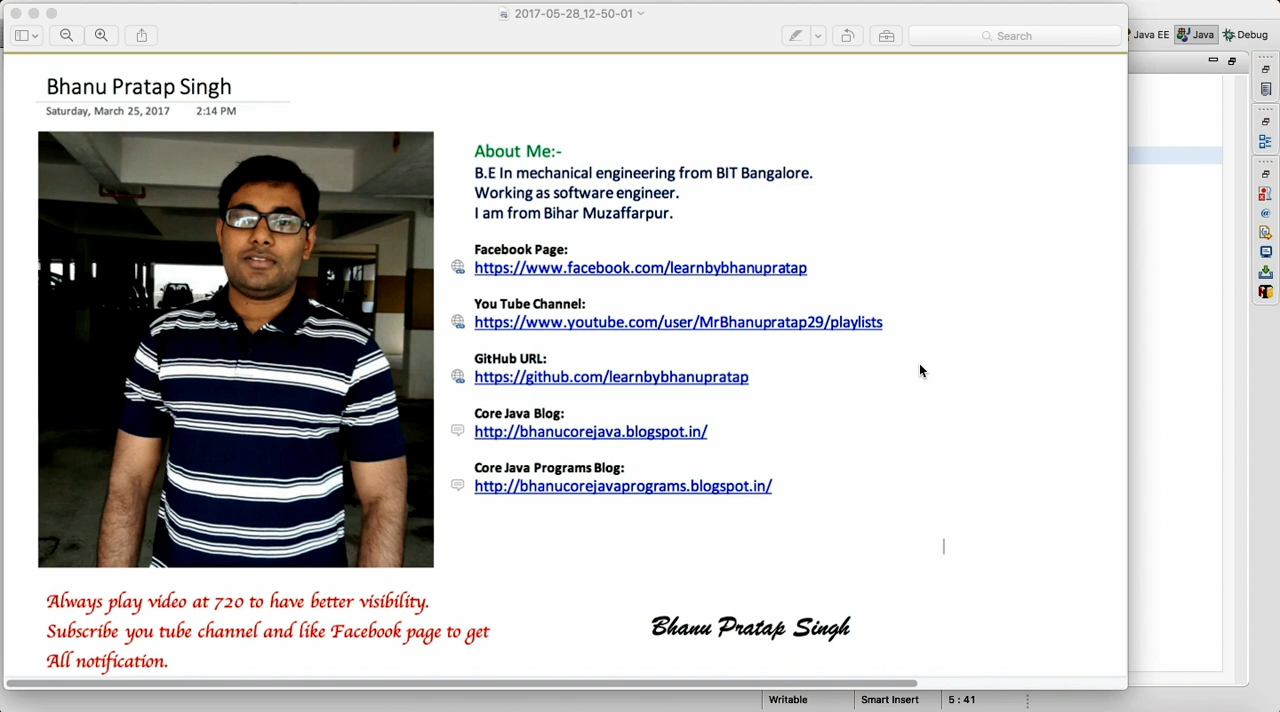 2017-05-28_12-50-01
Search
Java EE
Java
Debug
Bhanu Pratap Singh
Saturday, March 25, 2017 2:14 PM
About Me:-
B.E In mechanical engineering from BIT Bangalore.
Working as software engineer.
I am from Bihar Muzaffarpur.
Facebook Page:
https://www.facebook.com/learnbybhanupratap
You Tube Channel:
https://www.youtube.com/user/MrBhanupratap29/playlists
GitHub URL:
https://github.com/learnbybhanupratap
Core Java Blog:
http://bhanucorejava.blogspot.in/
Core Java Programs Blog:
http://bhanucorejavaprograms.blogspot.in/
Always play video at 720 to have better visibility.
Subscribe you tube channel and like Facebook page to get
All notification.
Bhanu Pratap Singh
Writable
Smart Insert
5 : 41